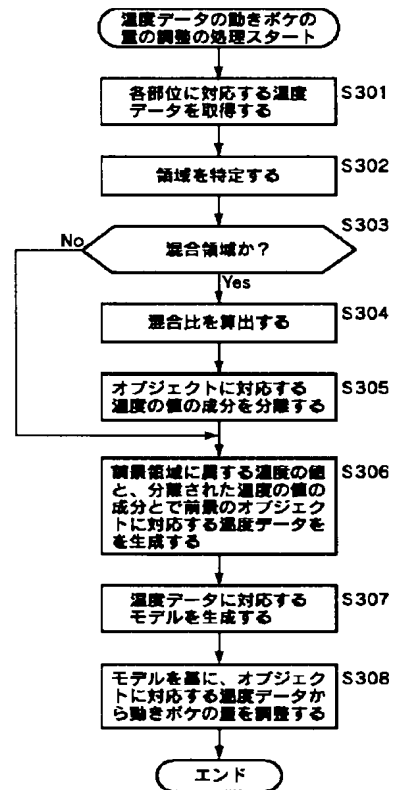 温度データの動きボケの
量の調整の処理スタート
各部位に対応する温度
データを取得する
S301
領域を特定する
S302
混合領域か?
S303
No
Yes
混合比を算出する
S304
オブジェクトに対応する
温度の値の成分を分離する
S305
前景領域に属する温度の値
と、分離された温度の値の
成分とで前景のオブジェク
トに対応する温度データを
を生成する
S306
温度データに対応する
モデルを生成する
S307
モデルを基に、オブジェク
トに対応する温度データか
ら動きボケの量を調整する
S308
エンド